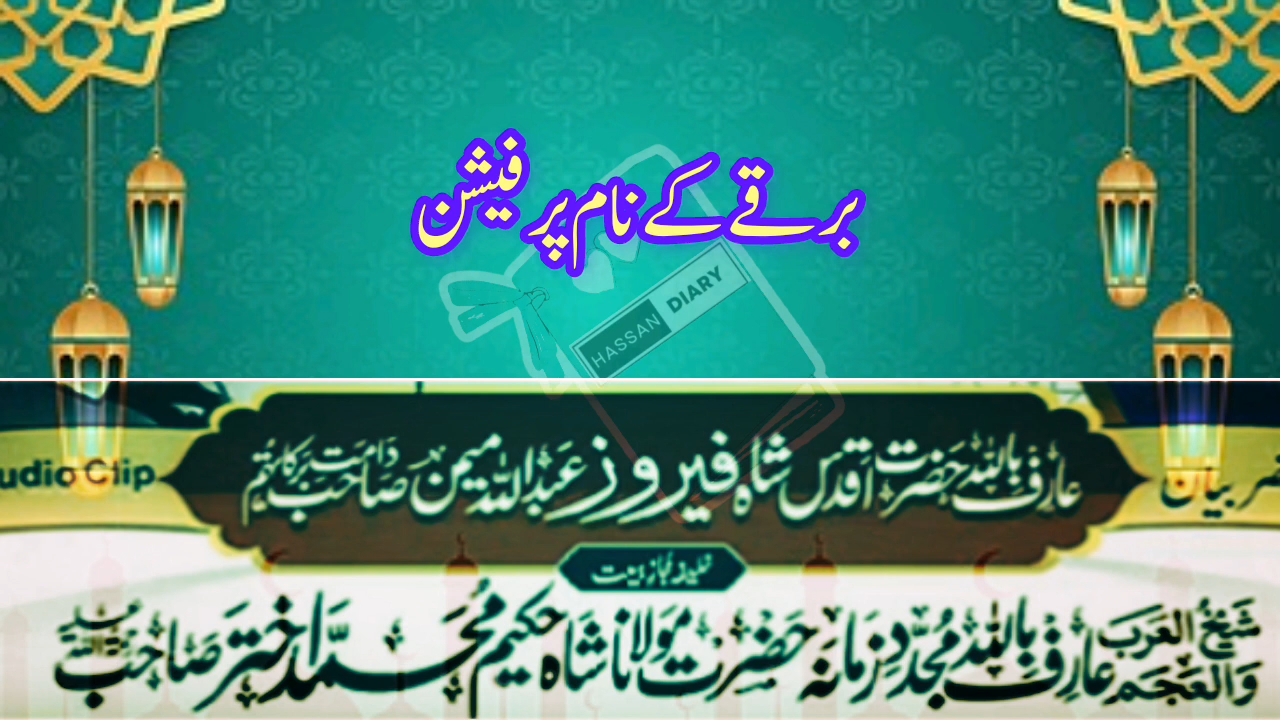 برقعے کے نام پر فیشن
HASSAN DIARY
عارف باللہ حضرت اقدس شاہ فیروز عبداللہ میمن صاحب دامت برکاتہم
udio Clip
بیان
خلیفہ مجاز بیعت
شیخ العرب والعجم عارف باللہ مجدد زمانہ حضرت مولانا شاہ حکیم محمد اختر صاحب